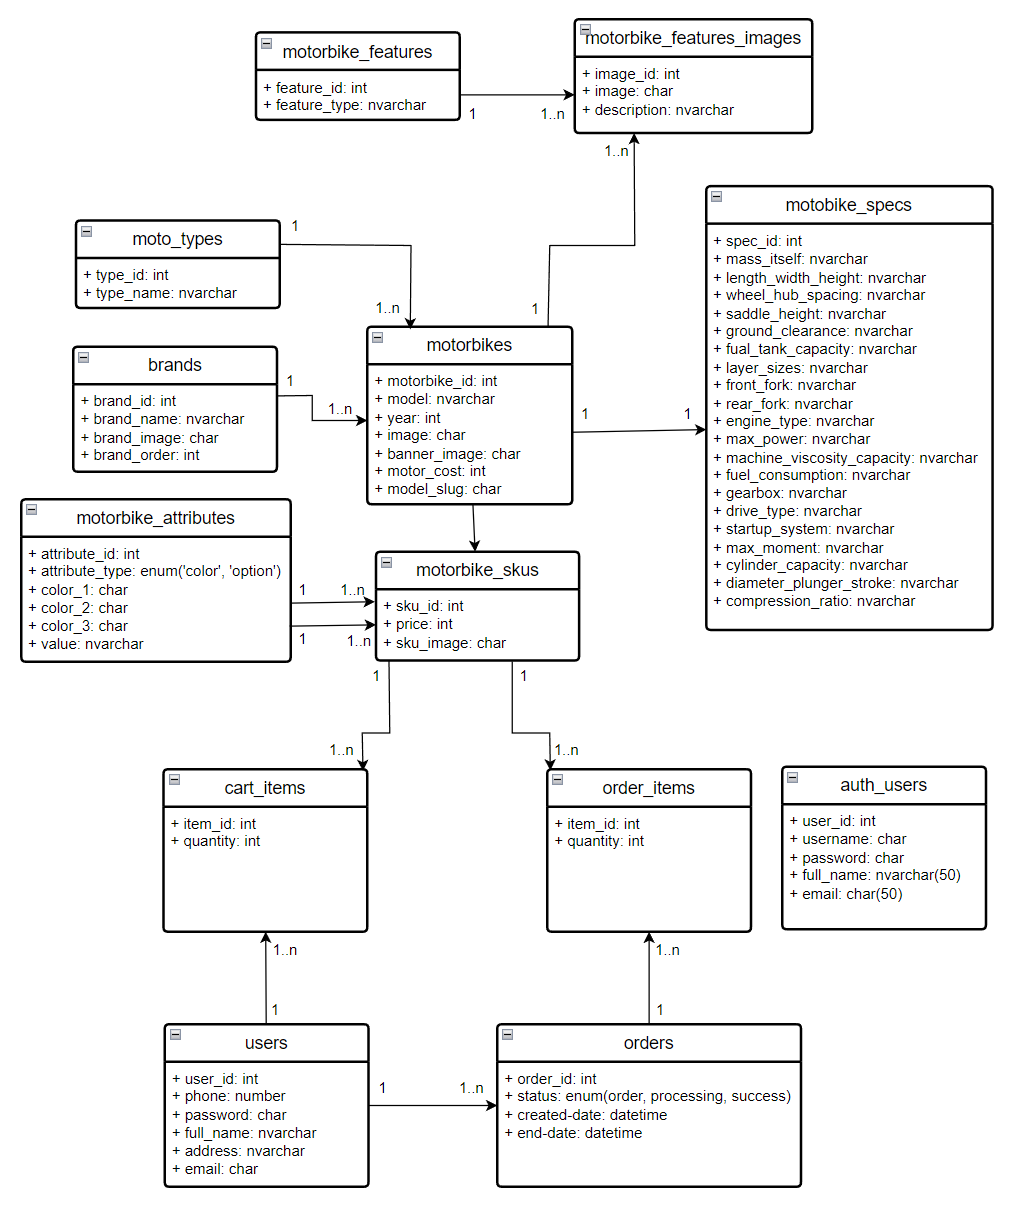 motorbike_features
+ feature_id: int
+ feature_type: nvarchar
1
1..n
motorbike_features_images
+ image_id: int
+ image: char
+ description: nvarchar
1..n
1
moto_types
+ type_id: int
+ type_name: nvarchar
1
1..n
motobike_specs
+ spec_id: int
+ mass_itself: nvarchar
+ length_width_height: nvarchar
+ wheel_hub_spacing: nvarchar
+ saddle_height: nvarchar
+ ground_clearance: nvarchar
+ fual_tank_capacity: nvarchar
+ layer_sizes: nvarchar
+ front_fork: nvarchar
+ rear_fork: nvarchar
+ engine_type: nvarchar
+ max_power: nvarchar
+ machine_viscosity_capacity: nvarchar
+ fuel_consumption: nvarchar
+ gearbox: nvarchar
+ drive_type: nvarchar
+ startup_system: nvarchar
+ max_moment: nvarchar
+ cylinder_capacity: nvarchar
+ diameter_plunger_stroke: nvarchar
+ compression_ratio: nvarchar
brands
+ brand_id: int
+ brand_name: nvarchar
+ brand_image: char
+ brand_order: int
1
1..n
motorbikes
+ motorbike_id: int
+ model: nvarchar
+ year: int
+ image: char
+ banner_image: char
+ motor_cost: int
+ model_slug: char
1
1
motorbike_attributes
+ attribute_id: int
+ attribute_type: enum('color', 'option')
+ color_1: char
+ color_2: char
+ color_3: char
+ value: nvarchar
1
1..n
1
1..n
motorbike_skus
+ sku_id: int
+ price: int
+ sku_image: char
1
1
1..n
1..n
cart_items
+ item_id: int
+ quantity: int
order_items
+ item_id: int
+ quantity: int
auth_users
+ user_id: int
+ username: char
+ password: char
+ full_name: nvarchar(50)
+ email: char(50)
1..n
1..n
1
1
users
+ user_id: int
+ phone: number
+ password: char
+ full_name: nvarchar
+ address: nvarchar
+ email: char
1
1..n
orders
+ order_id: int
+ status: enum(order, processing, success)
+ created-date: datetime
+ end-date: datetime